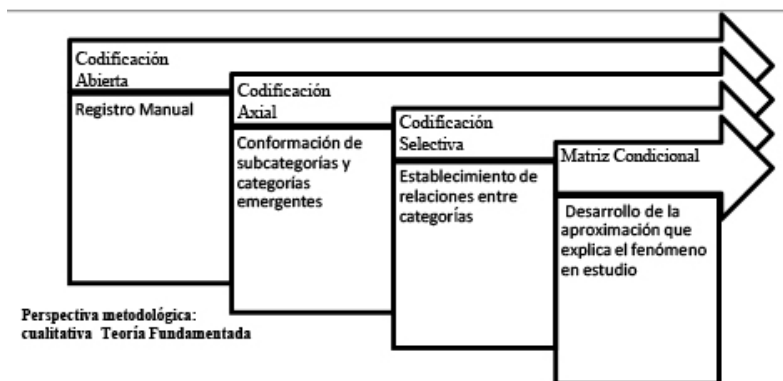 Codificación
Abierta
Registro Manual
Codificación
Axial
Conformación de
subcategorías y
categorías
emergentes
Codificación
Selectiva
Establecimiento de
relaciones entre
categorías
Matriz Condicional
Desarrollo de la
aproximación que
explica el fenómeno
en estudio
Perspectiva metodológica:
cualitativa Teoría Fundamentada